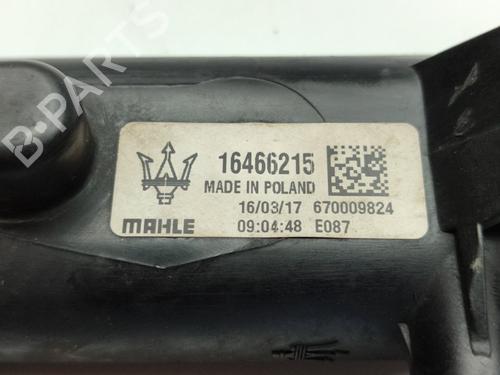 B-PARTS
16466215
MADE IN POLAND
16/03/17 670009824
MAHLE
09:04:48 E087